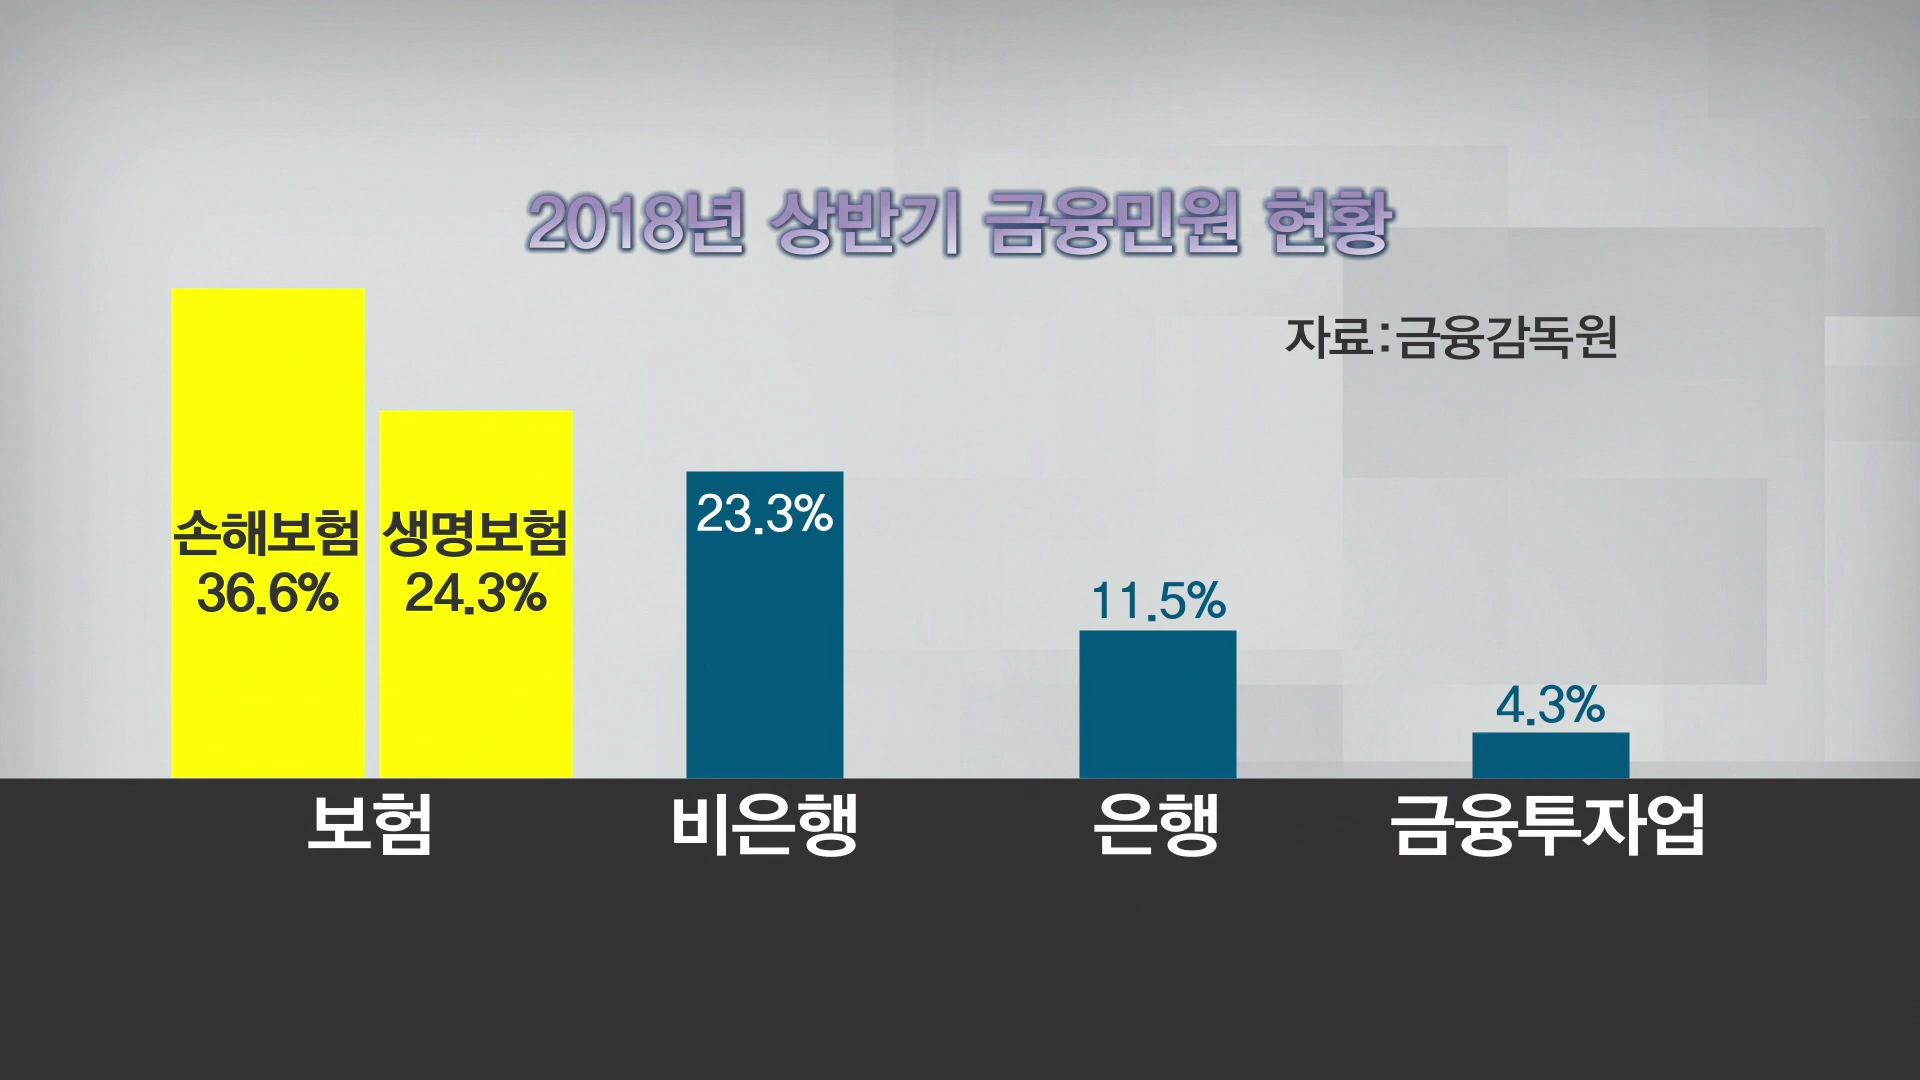 2018년 상반기 금융민원 현황
자료:금융감독원
손해보험
36.6%
생명보험
24.3%
23.3%
11.5%
4.3%
보험
비은행
은행
금융투자업